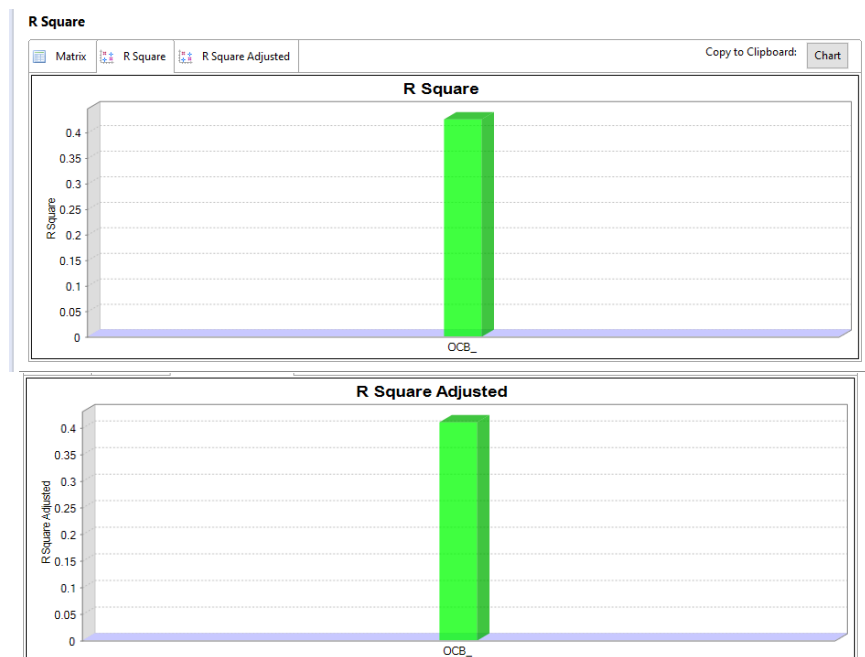 R Square
Matrix
R Square
R Square Adjusted
Copy to Clipboard:
Chart
R Square
R Square
0.4
0.35
0.3
0.25
0.2
0.15
0.1
0.05
0
OCB_
R Square Adjusted
R Square Adjusted
0.4
0.35
0.3
0.25
0.2
0.15
0.1
0.05
0
OCB_